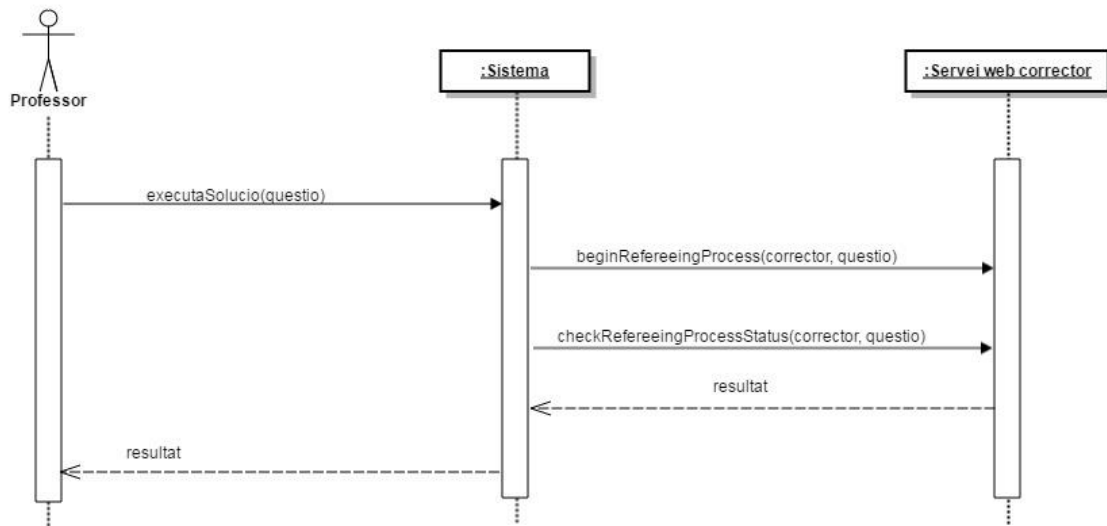 :Sistema
:Servei web corrector
Professor
executaSolucio(questio)
beginRefereeingProcess(corrector, questio)
checkRefereeingProcessStatus(corrector, questio)
resultat
resultat